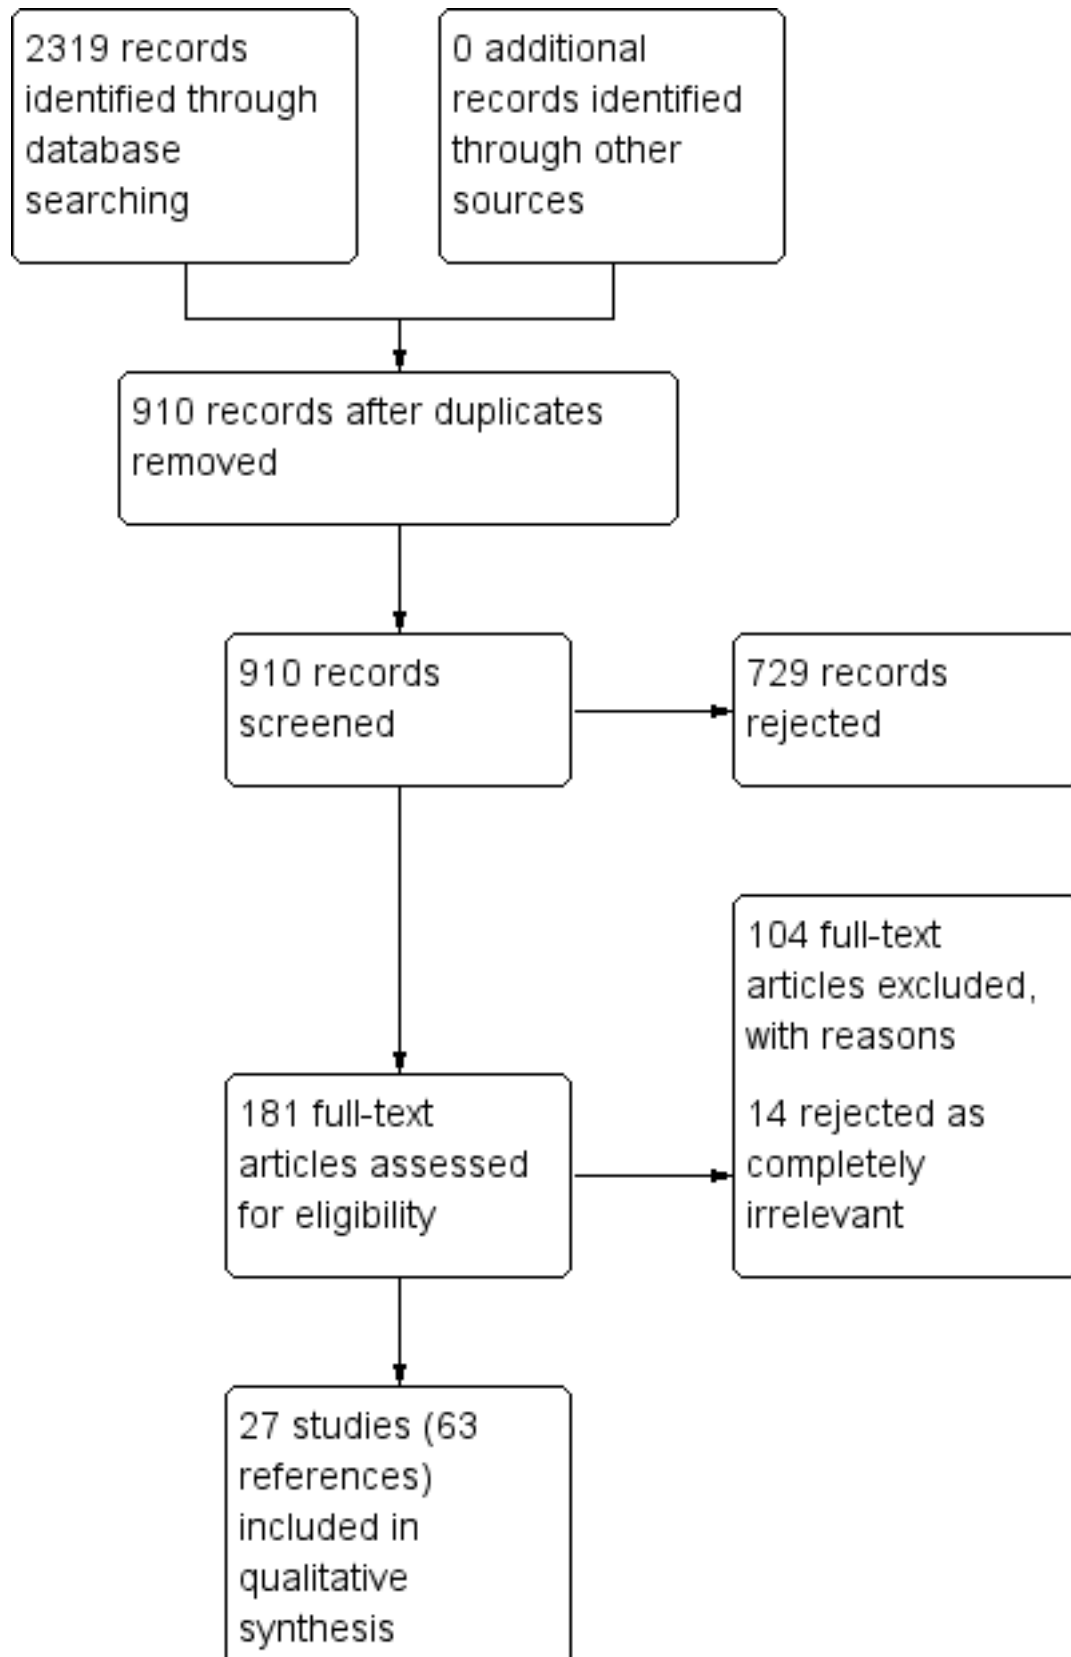 2319 records
identified through
database
searching
0 additional
records identified
through other
sources
910 records after duplicates
removed
910 records
screened
729 records
rejected
104 full-text
articles excluded,
with reasons
14 rejected as
completely
irrelevant
181 full-text
articles assessed
for eligibility
27 studies (63
references)
included in
qualitative
synthesis